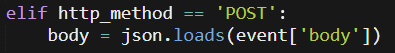 elif http_method == 'POST':
    body = json.loads(event['body'])